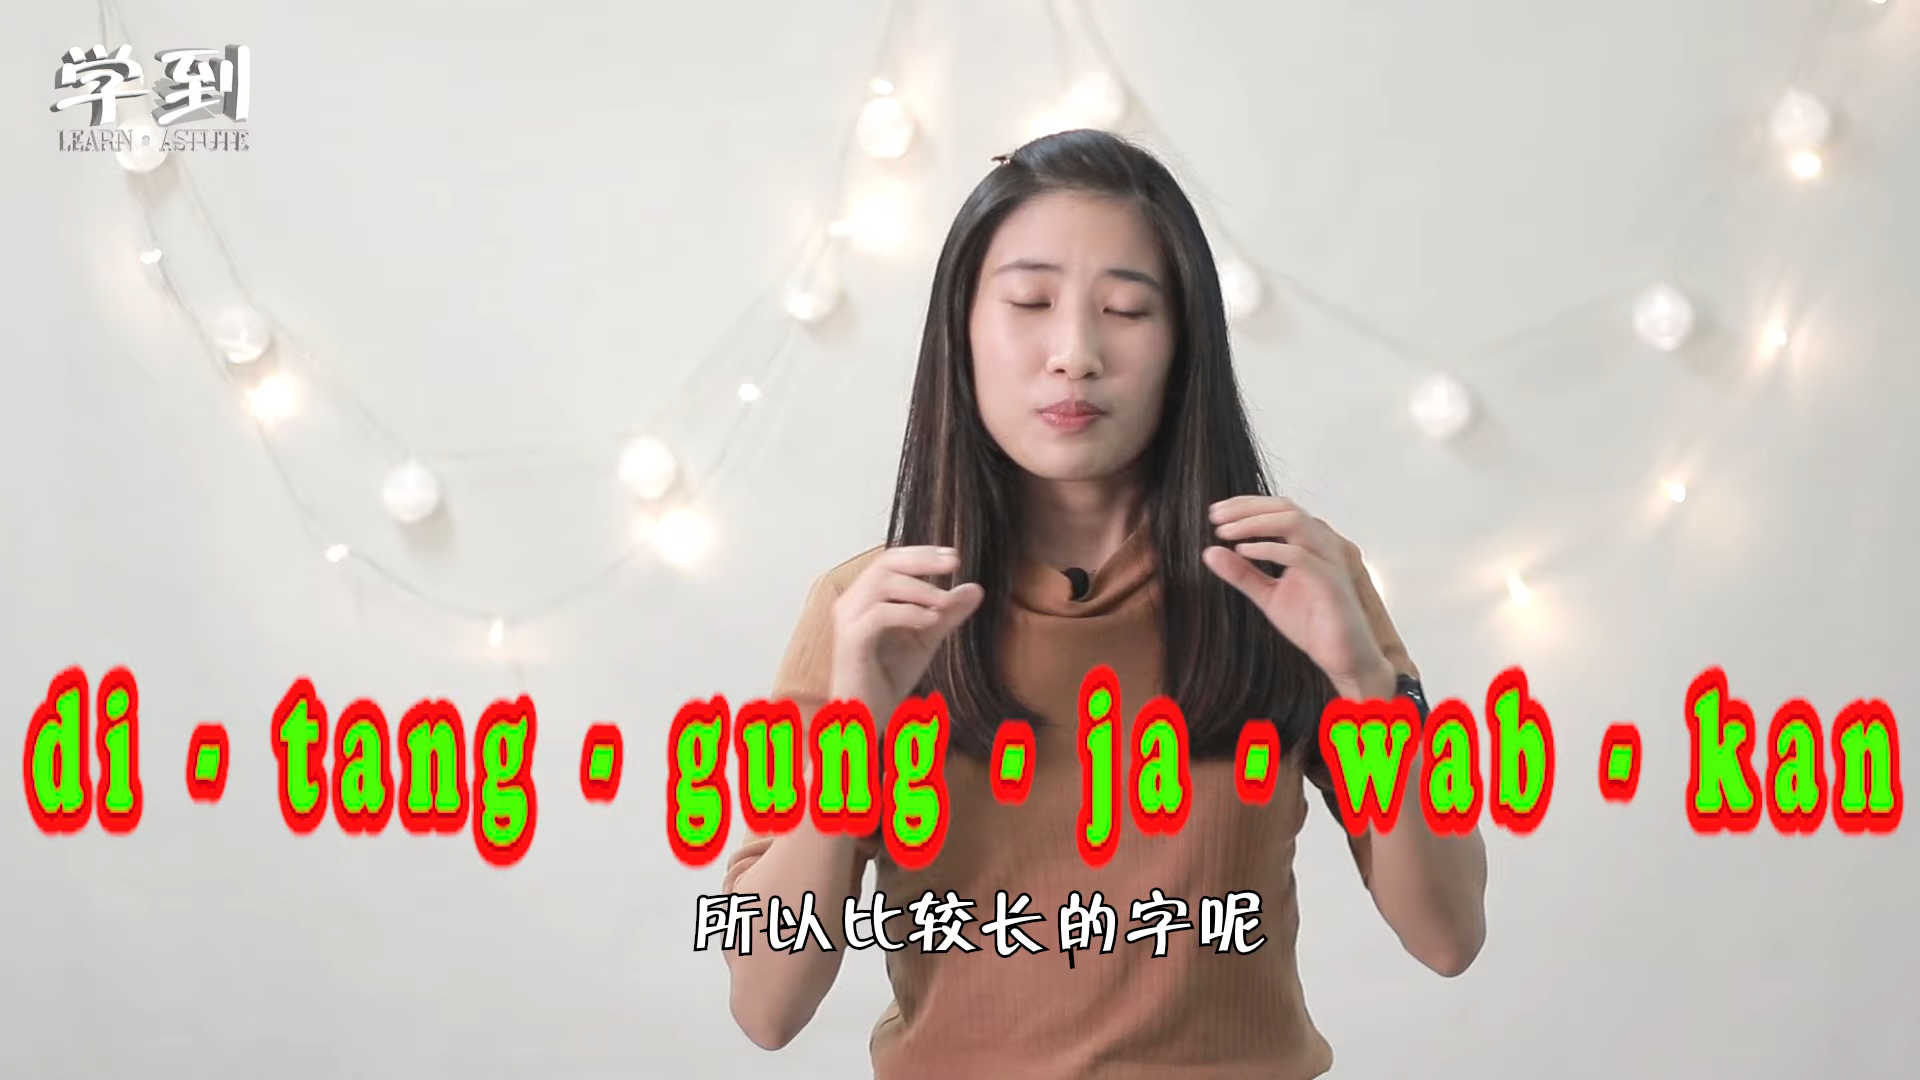 学到
LEARN • ASTUTE
di - tang - gung - ja - wab - kan
所以比较长的字呢